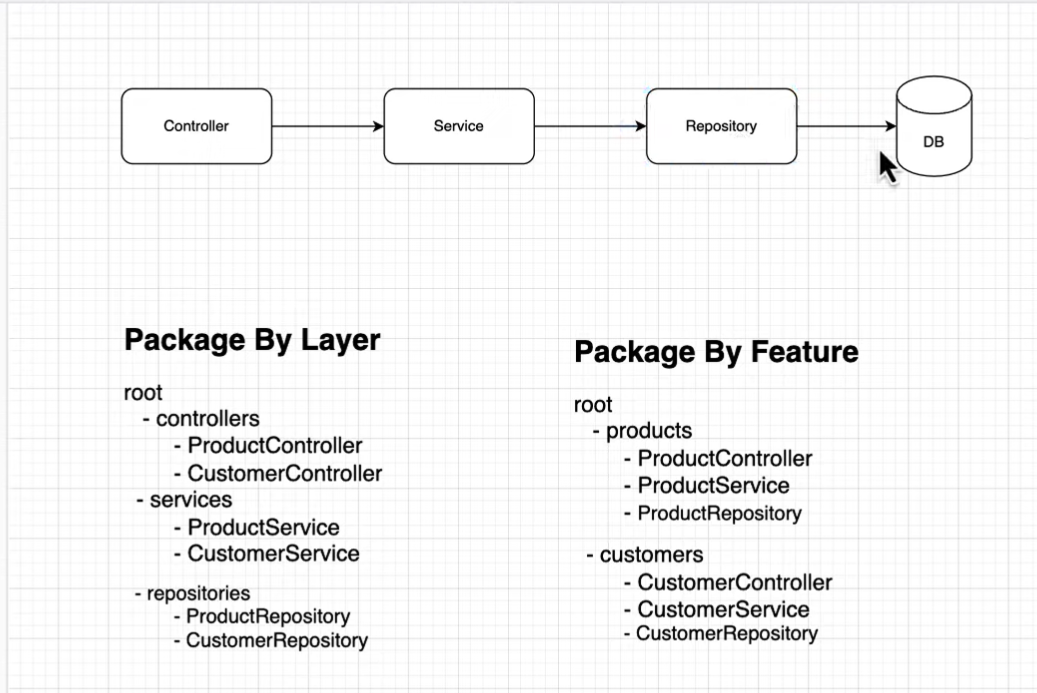 Controller
Service
Repository
DB
Package By Layer
root
- controllers
- ProductController
- CustomerController
- services
- ProductService
- CustomerService
- repositories
- ProductRepository
- CustomerRepository
Package By Feature
root
- products
- ProductController
- ProductService
- ProductRepository
- customers
- CustomerController
- CustomerService
- CustomerRepository